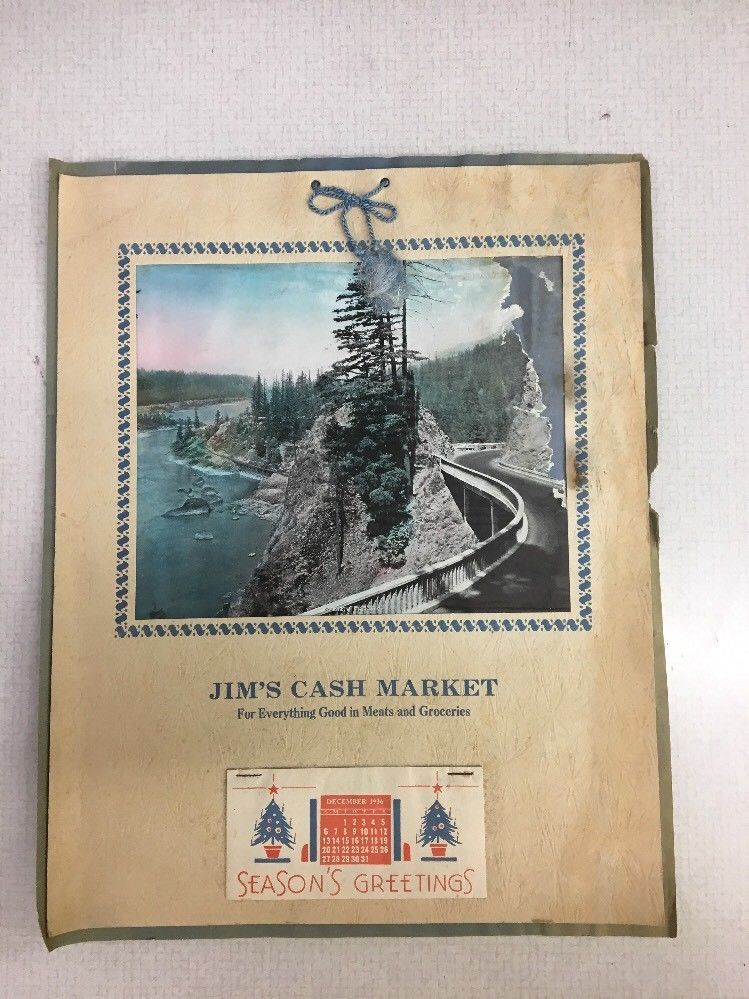 JIM'S CASH MARKET
For Everything Good in Meats and Groceries
DECEMBER 1936
S M T W T F S
1 2 3 4 5
6 7 8 9 10 11 12
13 14 15 16 17 18 19
20 21 22 23 24 25 26
27 28 29 30 31
SEASON'S GREETINGS